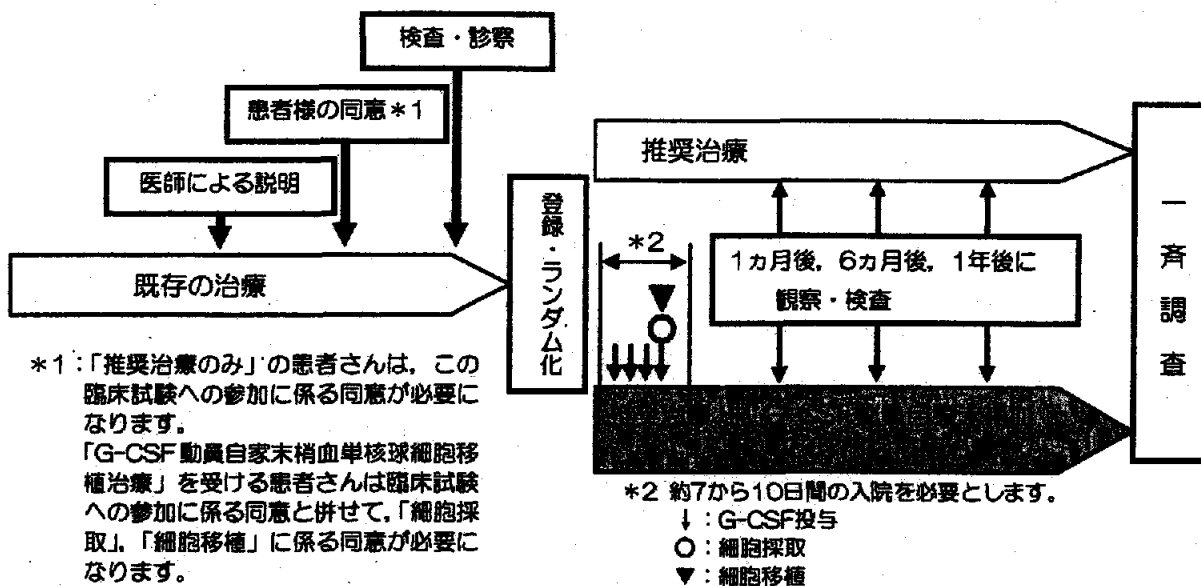 検査・診察
患者様の同意*1
医師による説明
既存の治療
登録・ランダム化
推奨治療
*2
1ヵ月後,6ヵ月後,1年後に
観察・検査
一斉調査
*1:「推奨治療のみ」の患者さんは,この
臨床試験への参加に係る同意が必要に
なります。
「G-CSF動員自家末梢血単核球細胞移
植治療」を受ける患者さんは臨床試験
への参加に係る同意と併せて,「細胞採
取」,「細胞移植」に係る同意が必要に
なります。
*2 約7から10日間の入院を必要とします。
↓:G-CSF投与
○:細胞採取
▼:細胞移植